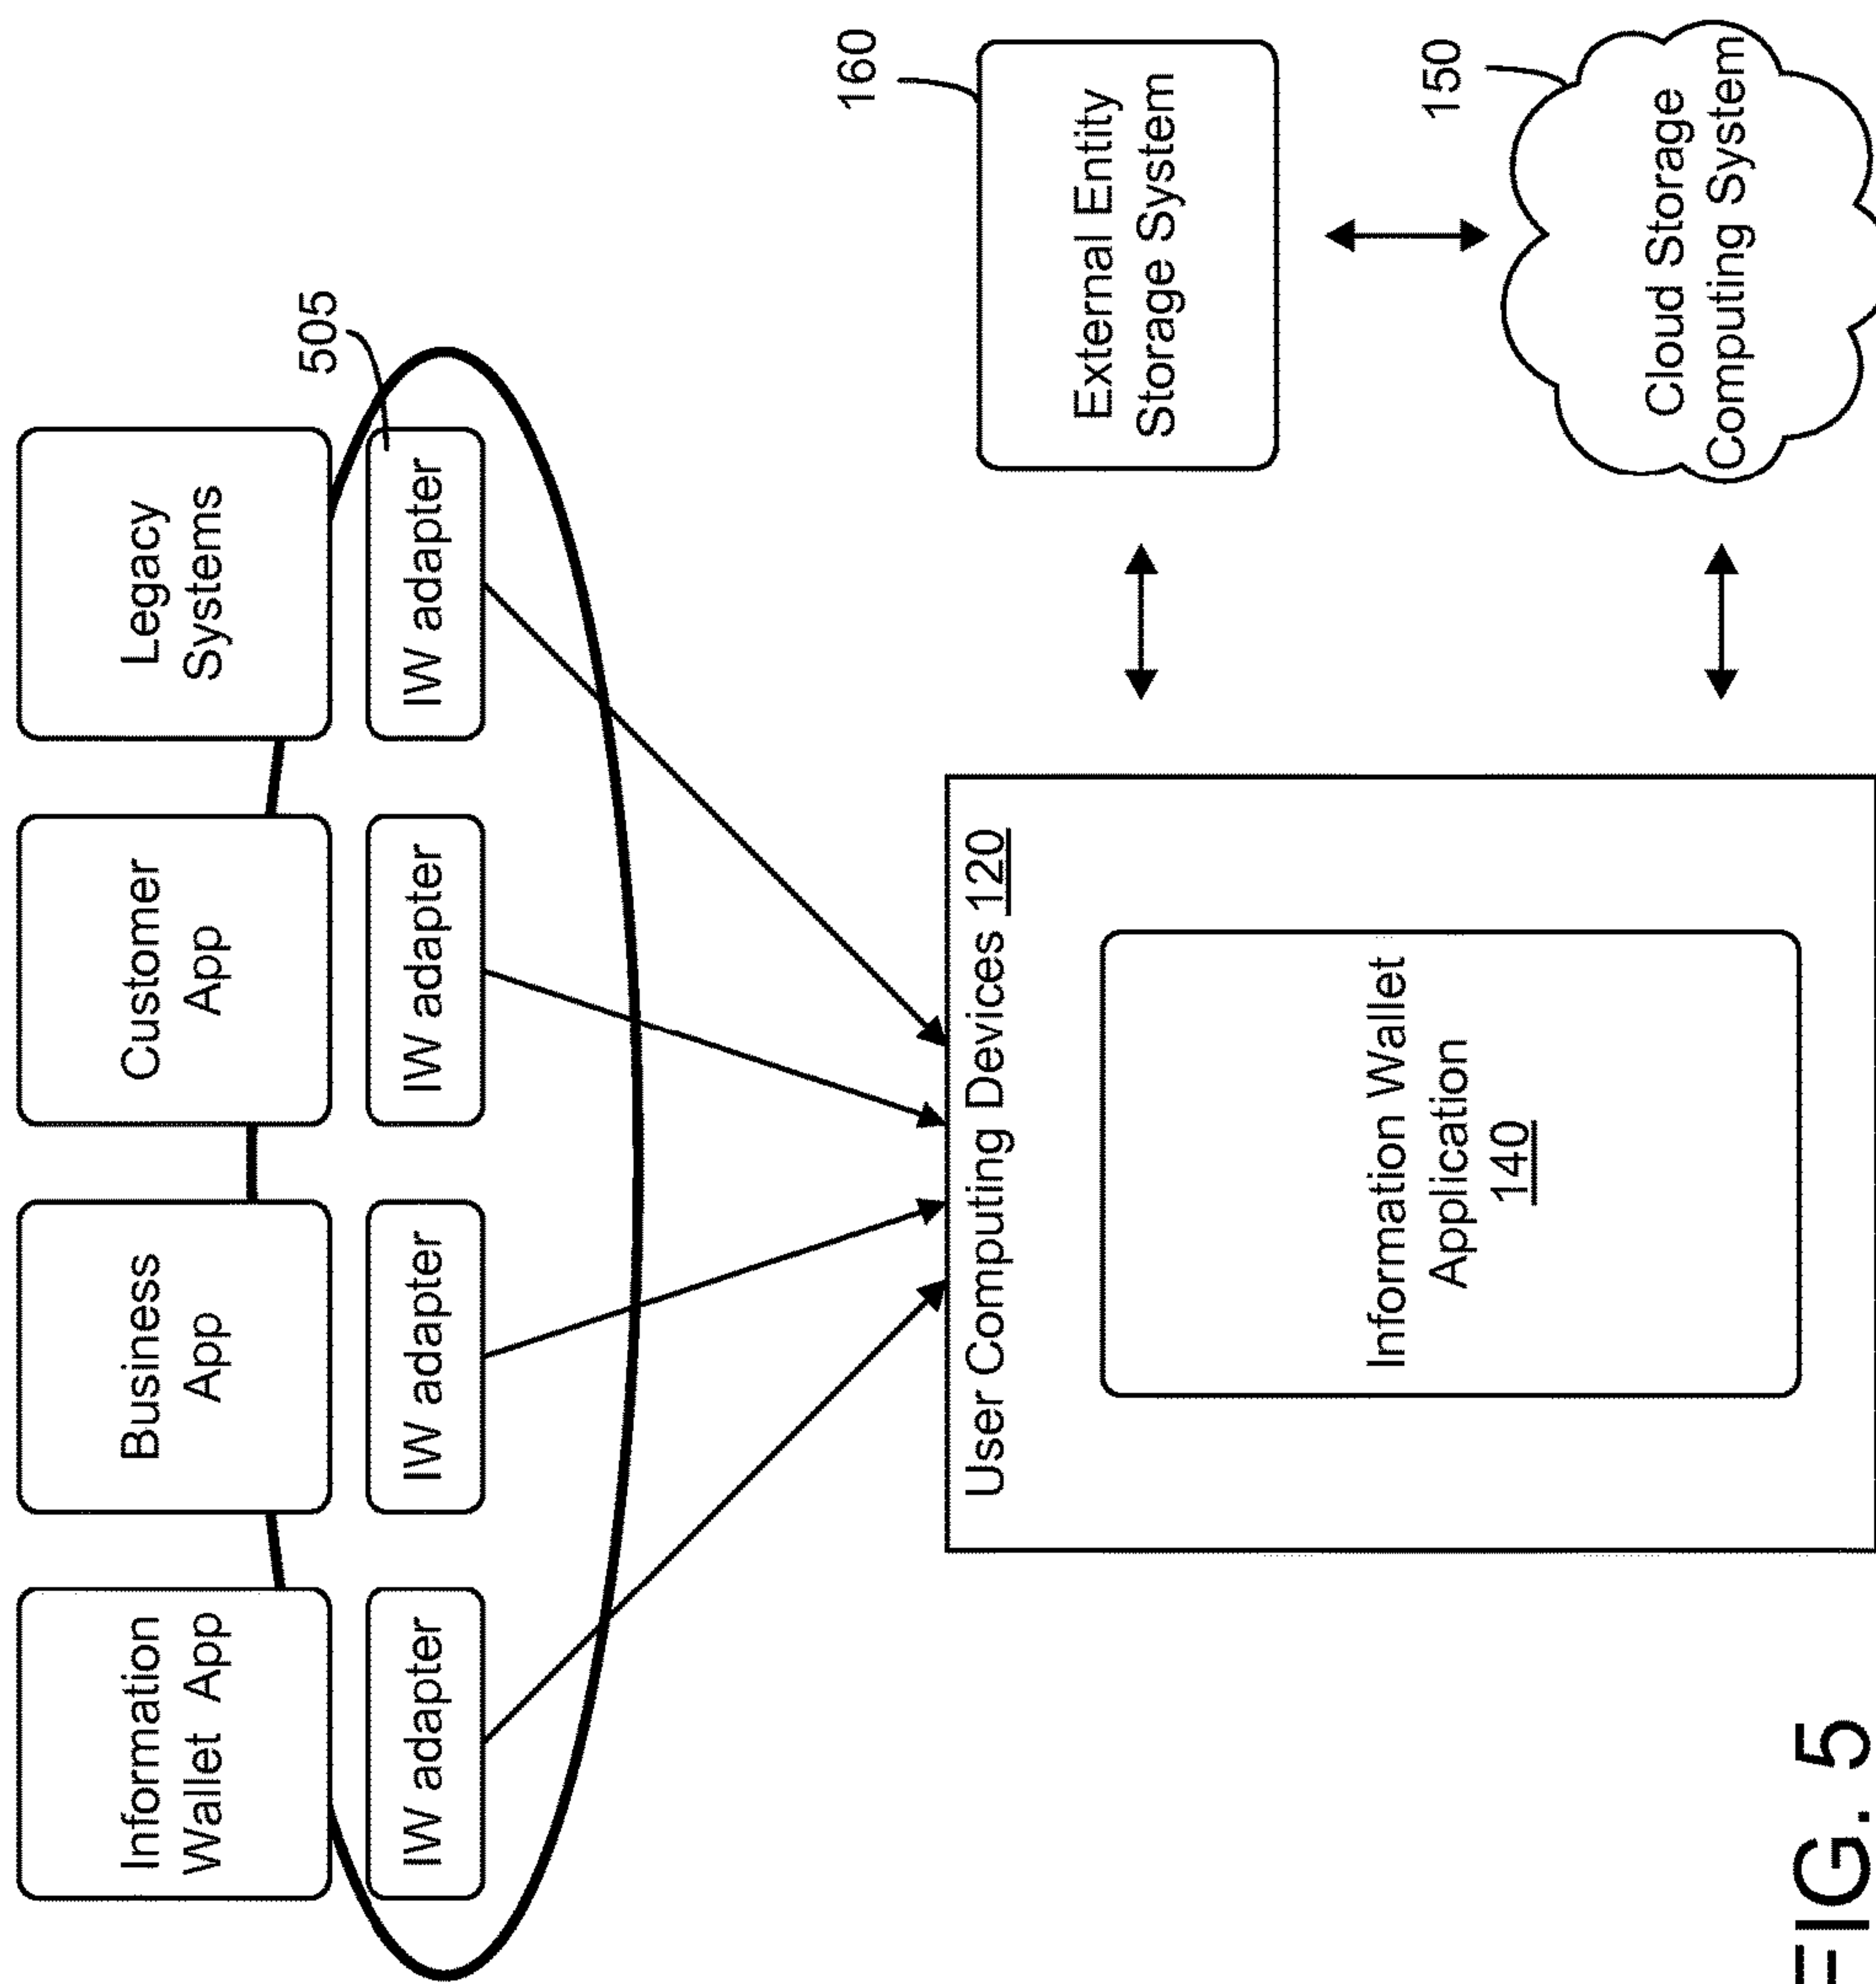 Information
Wallet App
Business
App
Customer
App
Legacy
Systems
505
IW adapter
IW adapter
IW adapter
IW adapter
160
User Computing Devices 120
External Entity
Storage System
Information Wallet
Application
140
150
Cloud Storage
Computing System
FIG. 5